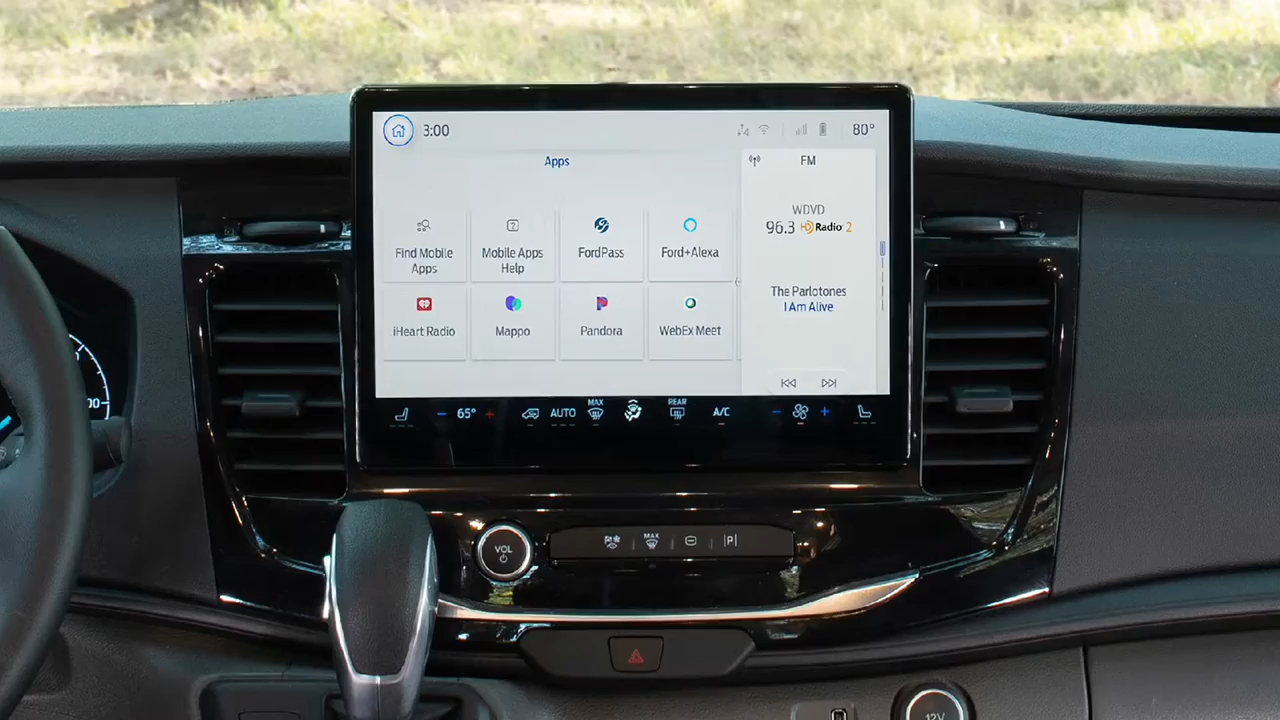 3:00
80°
Apps
FM
Find Mobile
Apps
Mobile Apps
Help
FordPass
Ford+Alexa
iHeart Radio
Mappo
Pandora
WebEx Meet
WDVD
96.3 HD Radio 2
The Parlotones
I Am Alive
65°
AUTO
MAX
REAR
A/C
VOL
MAX
P
12V